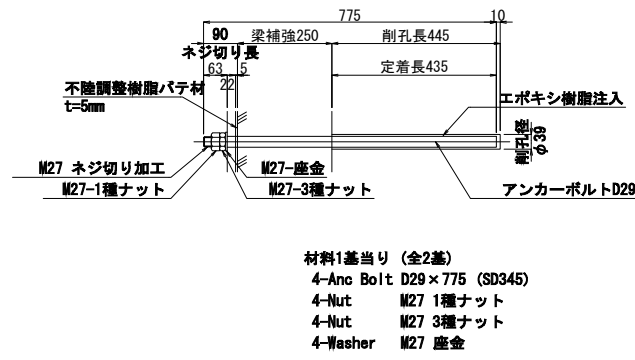 775
10
90
梁補強250
削孔長445
ネジ切り長
63
5
定着長435
22
不陸調整樹脂パテ材
t=5mm
エポキシ樹脂注入
削孔径
φ39
M27 ネジ切り加工
M27-座金
M27-1種ナット
M27-3種ナット
アンカーボルトD29
材料1基当り (全2基)
4-Anc Bolt D29×775 (SD345)
4-Nut M27 1種ナット
4-Nut M27 3種ナット
4-Washer M27 座金